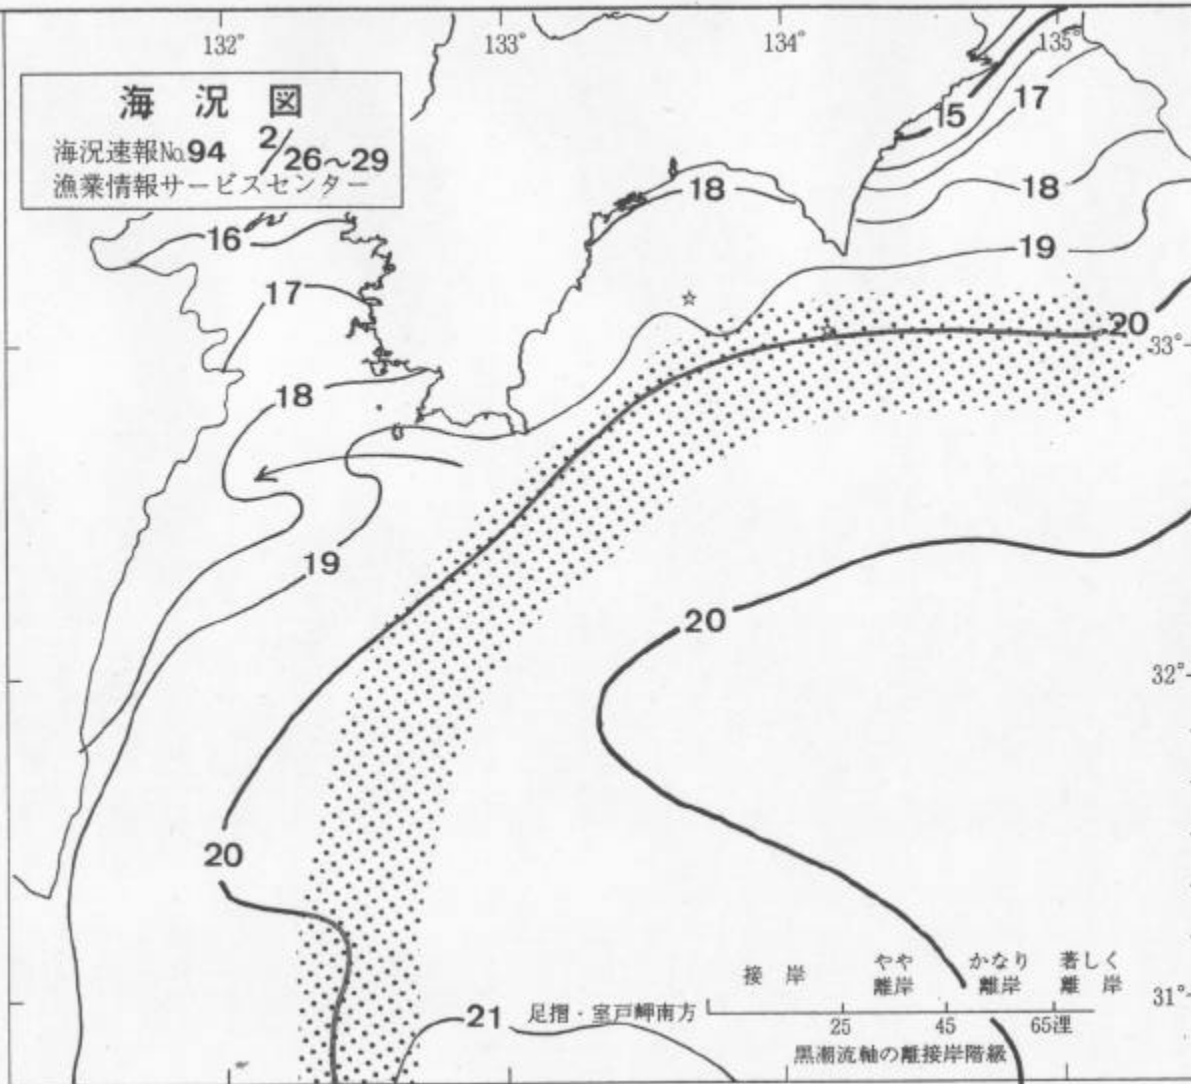 132°
133°
134°
135°
海況図
海況速報No.94 2/26~29
漁業情報サービスセンター
15
17
18
18
19
16
17
20
33°
18
19
20
32°
20
接岸
やや
離岸
かなり
離岸
著しく
離岸
31°
21
足摺・室戸岬南方
25
45
65浬
黒潮流軸の離接岸階級